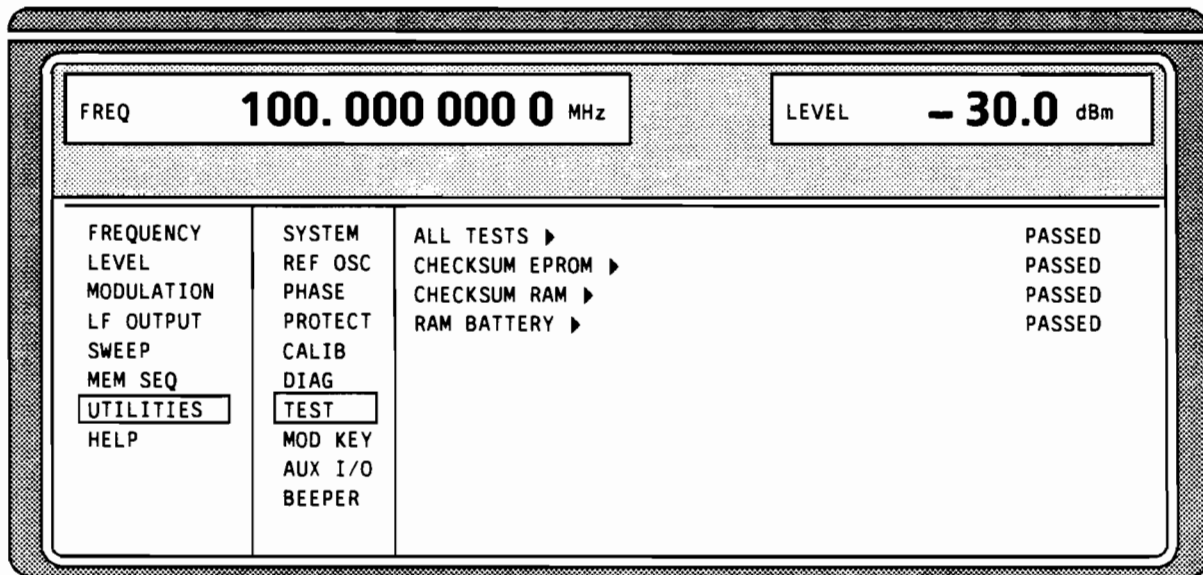 FREQ 100. 000 000 0 MHz
LEVEL – 30.0 dBm
FREQUENCY
LEVEL
MODULATION
LF OUTPUT
SWEEP
MEM SEQ
UTILITIES
HELP
SYSTEM
REF OSC
PHASE
PROTECT
CALIB
DIAG
TEST
MOD KEY
AUX I/O
BEEPER
ALL TESTS ▶ PASSED
CHECKSUM EPROM ▶ PASSED
CHECKSUM RAM ▶ PASSED
RAM BATTERY ▶ PASSED